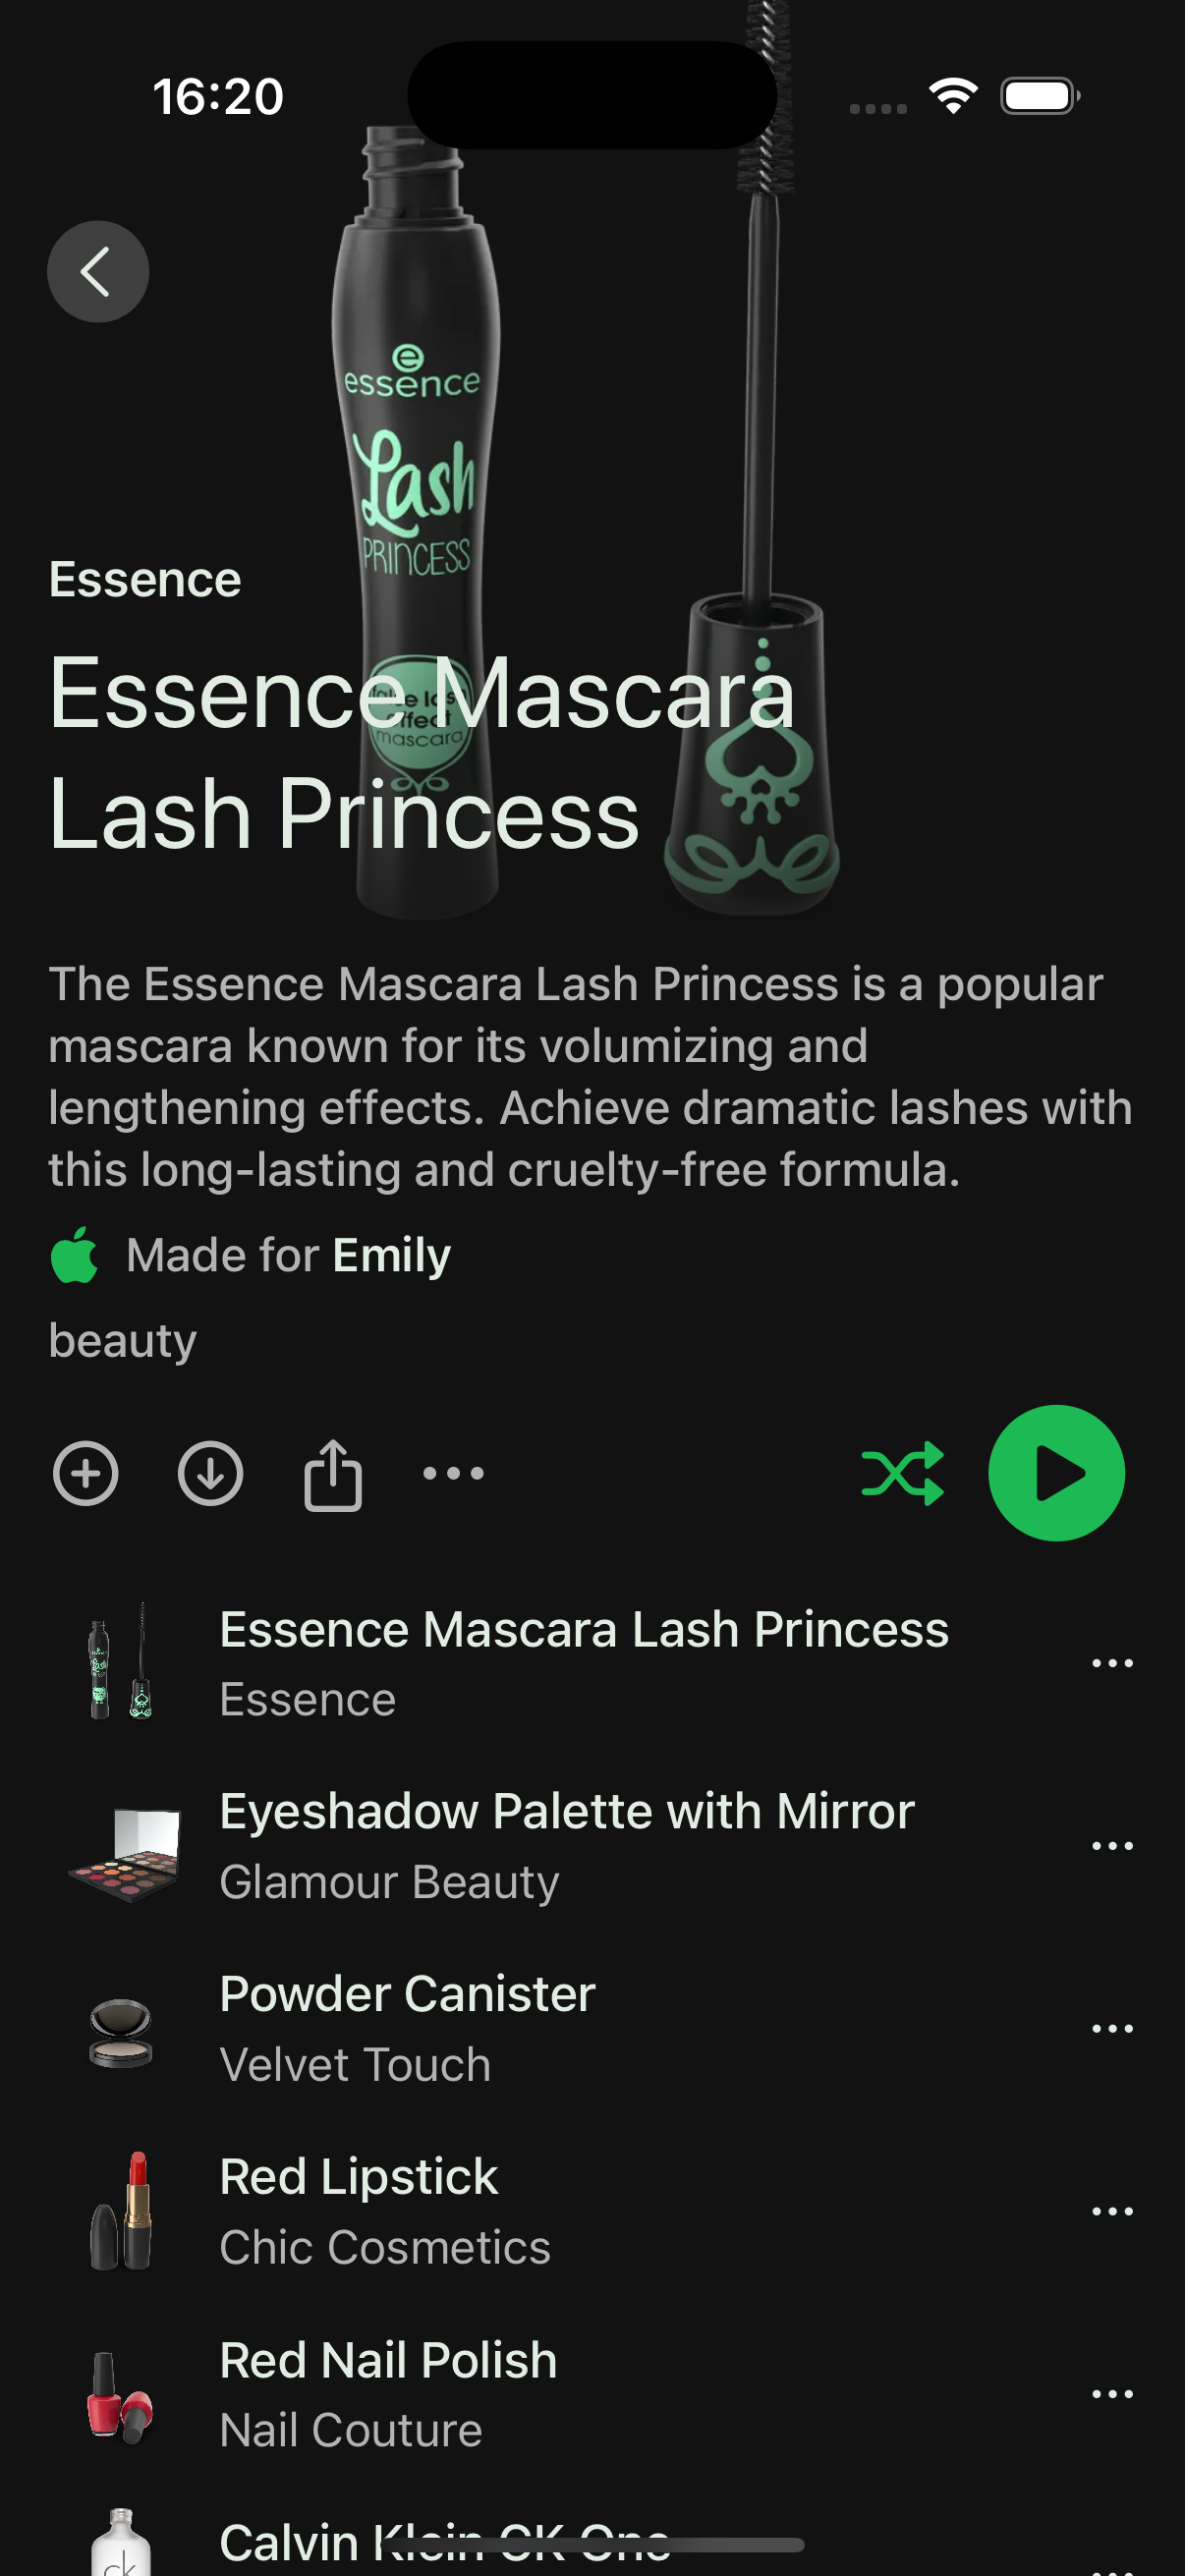 16:20
essence
Lash
PRINCESS
Essence
Essence Mascara
Lash Princess
effect
mascara
The Essence Mascara Lash Princess is a popular
mascara known for its volumizing and
lengthening effects. Achieve dramatic lashes with
this long-lasting and cruelty-free formula.
Made for Emily
beauty
Essence Mascara Lash Princess
Essence
Eyeshadow Palette with Mirror
Glamour Beauty
Powder Canister
Velvet Touch
Red Lipstick
Chic Cosmetics
Red Nail Polish
Nail Couture
Calvin Klein CK One
ck